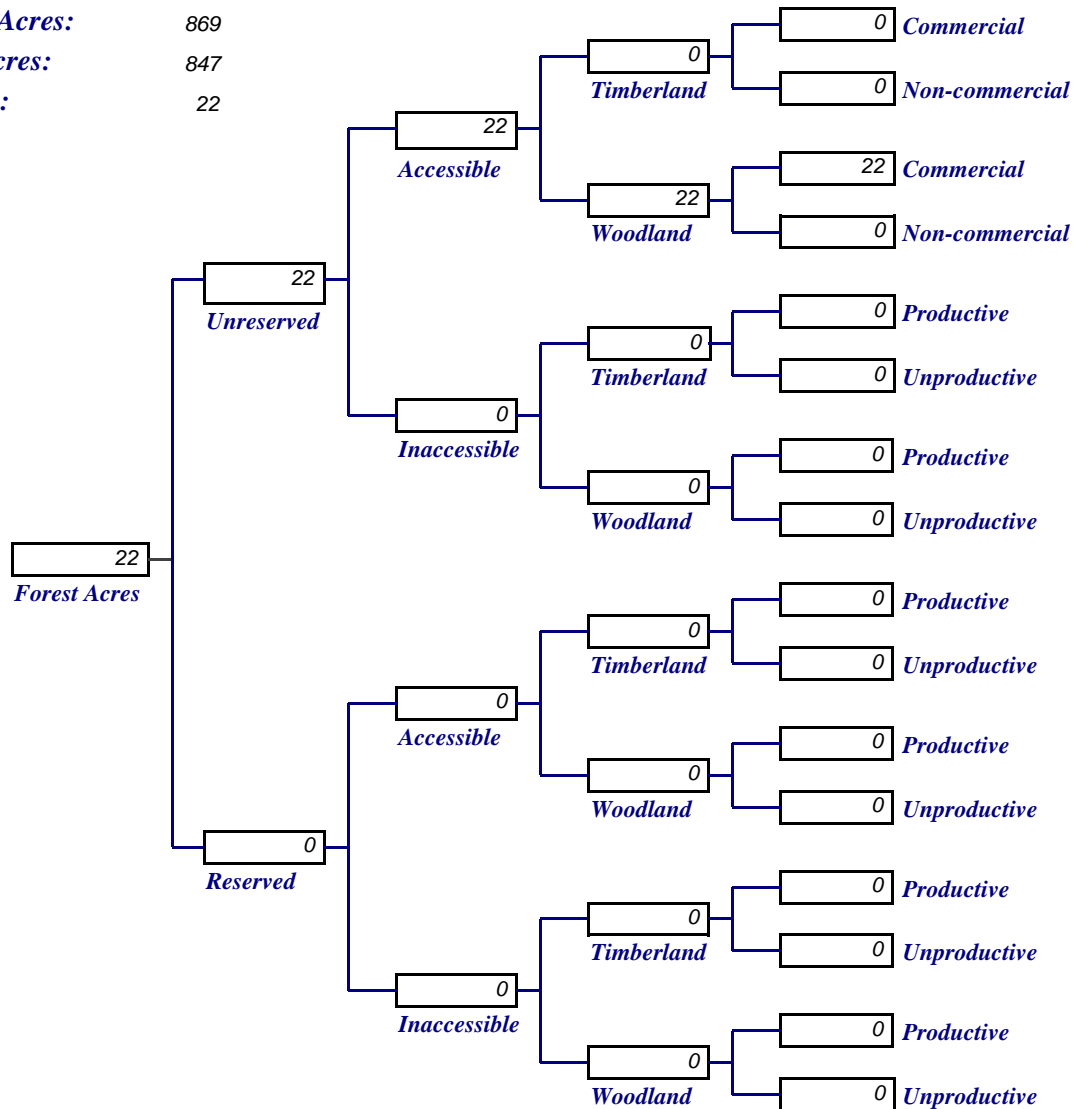 Acres: 869
cres: 847
: 22
0 Commercial
0
Timberland
0 Non-commercial
22
Accessible
22 Commercial
22
Woodland
0 Non-commercial
22
Unreserved
0 Productive
0
Timberland
0 Unproductive
0
Inaccessible
0 Productive
0
Woodland
0 Unproductive
22
Forest Acres
0 Productive
0
Timberland
0 Unproductive
0
Accessible
0 Productive
0
Woodland
0 Unproductive
0
Reserved
0 Productive
0
Timberland
0 Unproductive
0
Inaccessible
0 Productive
0
Woodland
0 Unproductive